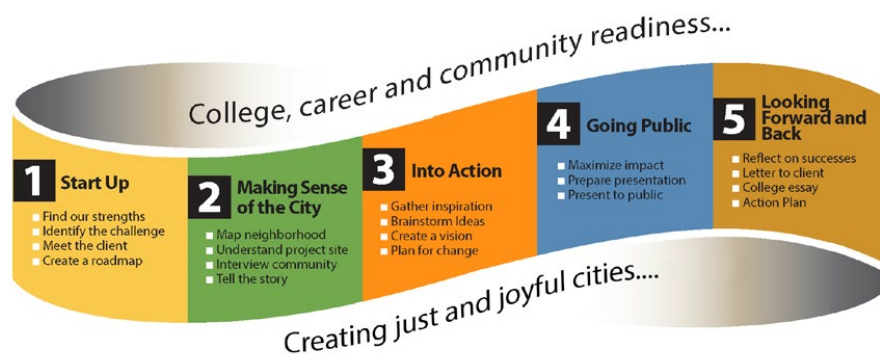 College, career and community readiness...
1 Start Up
Find our strengths
Identify the challenge
Meet the client
Create a roadmap
2 Making Sense
of the City
Map neighborhood
Understand project site
Interview community
Tell the story
3 Into Action
Gather inspiration
Brainstorm Ideas
Create a vision
Plan for change
4 Going Public
Maximize impact
Prepare presentation
Present to public
5 Looking
Forward and
Back
Reflect on successes
Letter to client
College essay
Action Plan
Creating just and joyful cities....